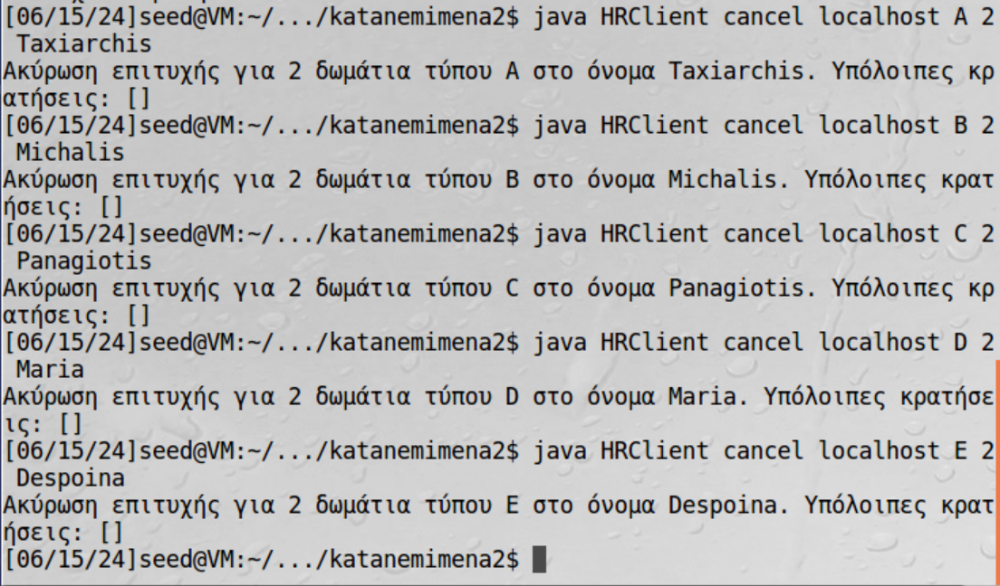 [06/15/24]seed@VM:~/.../katanemimena2$ java HRClient cancel localhost A 2
 Taxiarchis
Ακύρωση επιτυχής για 2 δωμάτια τύπου A στο όνομα Taxiarchis. Υπόλοιπες κρ
ατήσεις: []
[06/15/24]seed@VM:~/.../katanemimena2$ java HRClient cancel localhost B 2
 Michalis
Ακύρωση επιτυχής για 2 δωμάτια τύπου B στο όνομα Michalis. Υπόλοιπες κρατ
ήσεις: []
[06/15/24]seed@VM:~/.../katanemimena2$ java HRClient cancel localhost C 2
 Panagiotis
Ακύρωση επιτυχής για 2 δωμάτια τύπου C στο όνομα Panagiotis. Υπόλοιπες κρ
ατήσεις: []
[06/15/24]seed@VM:~/.../katanemimena2$ java HRClient cancel localhost D 2
 Maria
Ακύρωση επιτυχής για 2 δωμάτια τύπου D στο όνομα Maria. Υπόλοιπες κρατήσε
ις: []
[06/15/24]seed@VM:~/.../katanemimena2$ java HRClient cancel localhost E 2
 Despoina
Ακύρωση επιτυχής για 2 δωμάτια τύπου E στο όνομα Despoina. Υπόλοιπες κρατ
ήσεις: []
[06/15/24]seed@VM:~/.../katanemimena2$